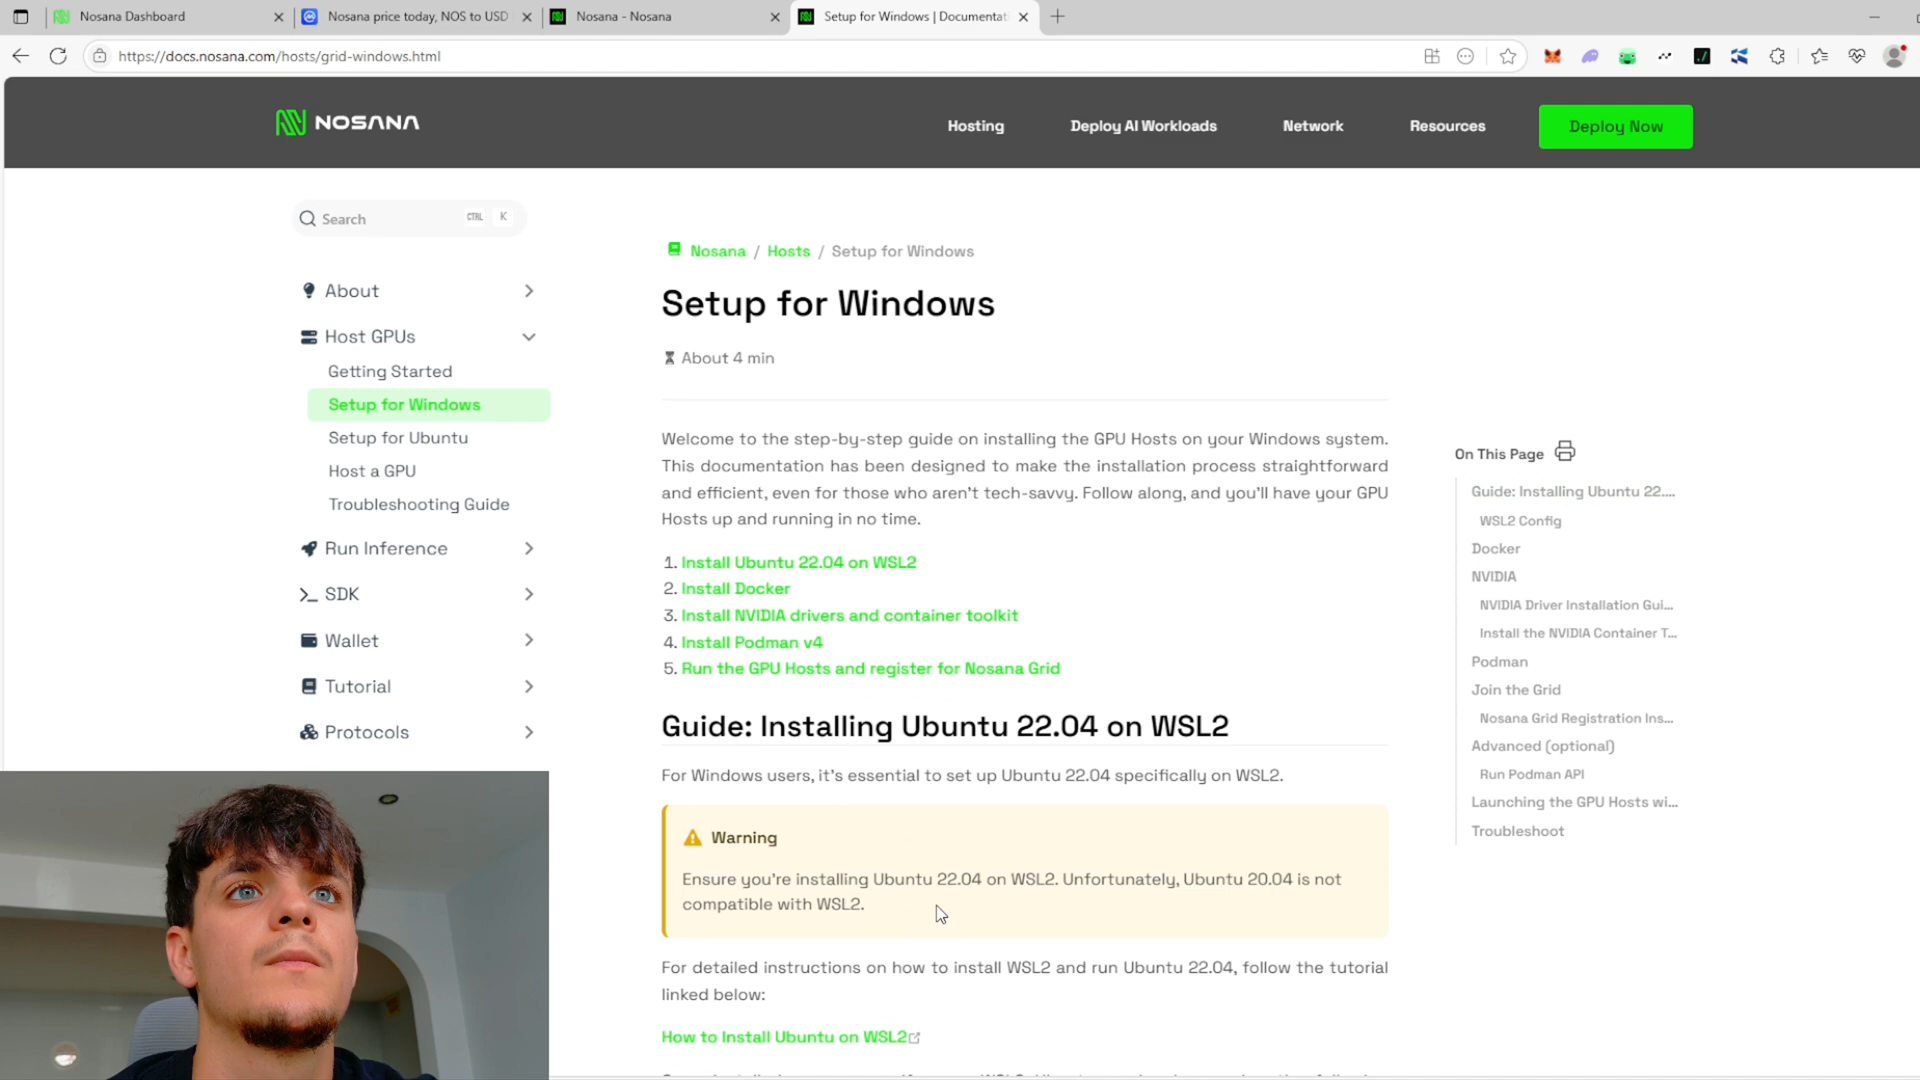 Nosana Dashboard
Nosana price today, NOS to USD
Nosana - Nosana
Setup for Windows | Documentat
https://docs.nosana.com/hosts/grid-windows.html
NOSANA
Hosting
Deploy AI Workloads
Network
Resources
Deploy Now
Search
CTRL
K
About
Host GPUs
Getting Started
Setup for Windows
Setup for Ubuntu
Host a GPU
Troubleshooting Guide
Run Inference
SDK
Wallet
Tutorial
Protocols
Nosana / Hosts / Setup for Windows
Setup for Windows
About 4 min
Welcome to the step-by-step guide on installing the GPU Hosts on your Windows system.
This documentation has been designed to make the installation process straightforward
and efficient, even for those who aren't tech-savvy. Follow along, and you'll have your GPU
Hosts up and running in no time.
1. Install Ubuntu 22.04 on WSL2
2. Install Docker
3. Install NVIDIA drivers and container toolkit
4. Install Podman v4
5. Run the GPU Hosts and register for Nosana Grid
Guide: Installing Ubuntu 22.04 on WSL2
For Windows users, it's essential to set up Ubuntu 22.04 specifically on WSL2.
Warning
Ensure you're installing Ubuntu 22.04 on WSL2. Unfortunately, Ubuntu 20.04 is not
compatible with WSL2.
For detailed instructions on how to install WSL2 and run Ubuntu 22.04, follow the tutorial
linked below:
How to Install Ubuntu on WSL2
On This Page
Guide: Installing Ubuntu 22....
WSL2 Config
Docker
NVIDIA
NVIDIA Driver Installation Gui...
Install the NVIDIA Container T...
Podman
Join the Grid
Nosana Grid Registration Ins...
Advanced (optional)
Run Podman API
Launching the GPU Hosts wi...
Troubleshoot